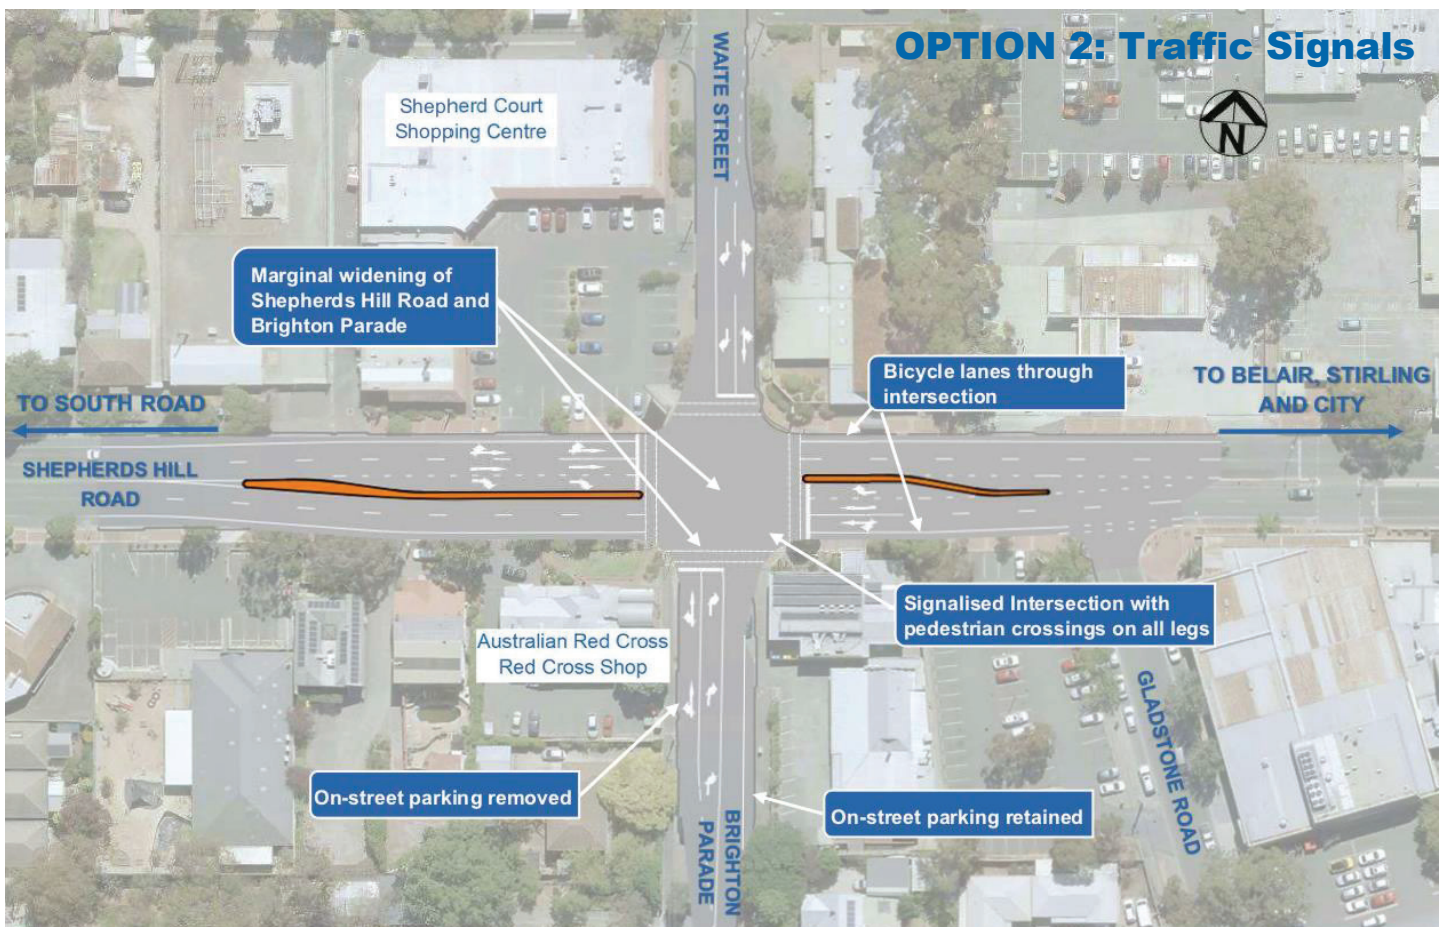 OPTION 2: Traffic Signals
WAITE STREET
Shepherd Court
Shopping Centre
N
Marginal widening of
Shepherds Hill Road and
Brighton Parade
Bicycle lanes through
intersection
TO BELAIR, STIRLING
AND CITY
TO SOUTH ROAD
SHEPHERDS HILL
ROAD
Signalised Intersection with
pedestrian crossings on all legs
Australian Red Cross
Red Cross Shop
GLADSTONE ROAD
On-street parking removed
On-street parking retained
BRIGHTON
PARADE